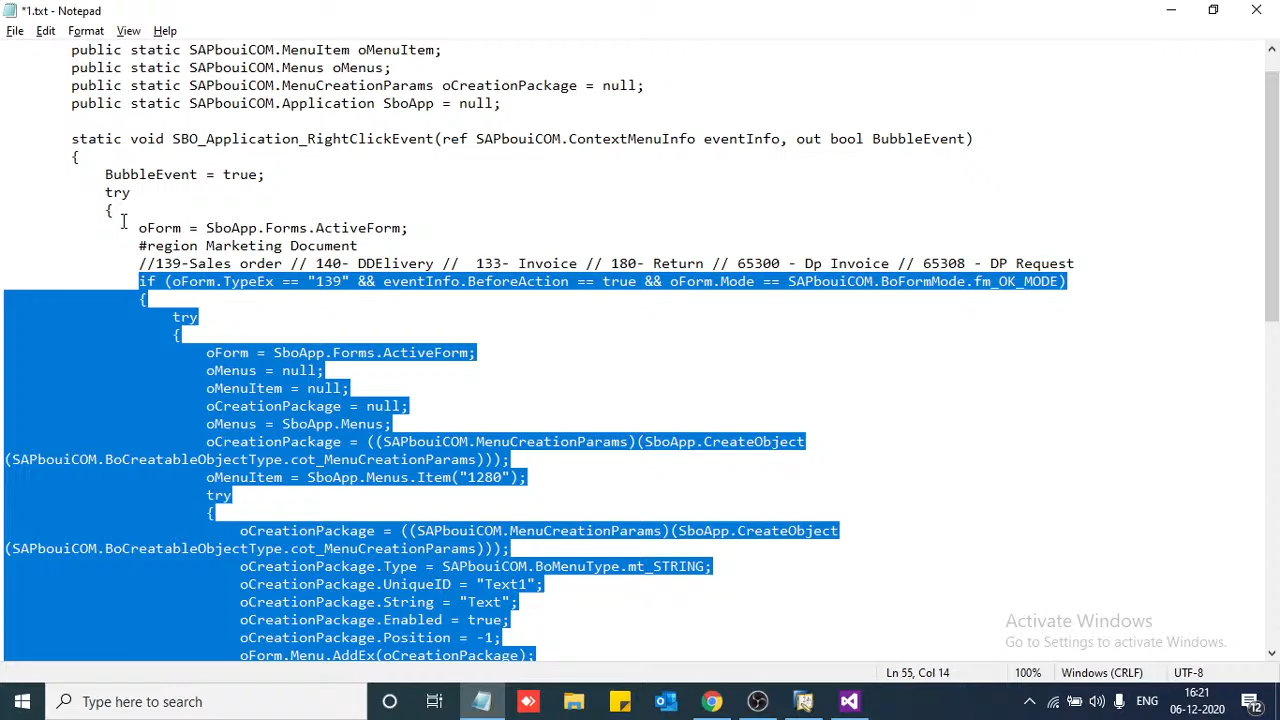 *1.txt - Notepad
File Edit Format View Help
public static SAPbouiCOM.MenuItem oMenuItem;
public static SAPbouiCOM.Menus oMenus;
public static SAPbouiCOM.MenuCreationParams oCreationPackage = null;
public static SAPbouiCOM.Application SboApp = null;
static void SBO_Application_RightClickEvent(ref SAPbouiCOM.ContextMenuInfo eventInfo, out bool BubbleEvent)
{
BubbleEvent = true;
try
{
oForm = SboApp.Forms.ActiveForm;
#region Marketing Document
//139-Sales order // 140- DDElivery //  133- Invoice // 180- Return // 65300 - Dp Invoice // 65308 - DP Request
if (oForm.TypeEx == "139" && eventInfo.BeforeAction == true && oForm.Mode == SAPbouiCOM.BoFormMode.fm_OK_MODE)
{
try
{
oForm = SboApp.Forms.ActiveForm;
oMenus = null;
oMenuItem = null;
oCreationPackage = null;
oMenus = SboApp.Menus;
oCreationPackage = ((SAPbouiCOM.MenuCreationParams)(SboApp.CreateObject
(SAPbouiCOM.BoCreatableObjectType.cot_MenuCreationParams)));
oMenuItem = SboApp.Menus.Item("1280");
try
{
oCreationPackage = ((SAPbouiCOM.MenuCreationParams)(SboApp.CreateObject
(SAPbouiCOM.BoCreatableObjectType.cot_MenuCreationParams)));
oCreationPackage.Type = SAPbouiCOM.BoMenuType.mt_STRING;
oCreationPackage.UniqueID = "Text1";
oCreationPackage.String = "Text";
oCreationPackage.Enabled = true;
oCreationPackage.Position = -1;
oForm.Menu.AddEx(oCreationPackage);
Activate Windows
Go to Settings to activate Windows.
Ln 55, Col 14 100% Windows (CRLF) UTF-8
Type here to search
ENG
16:21
06-12-2020
12